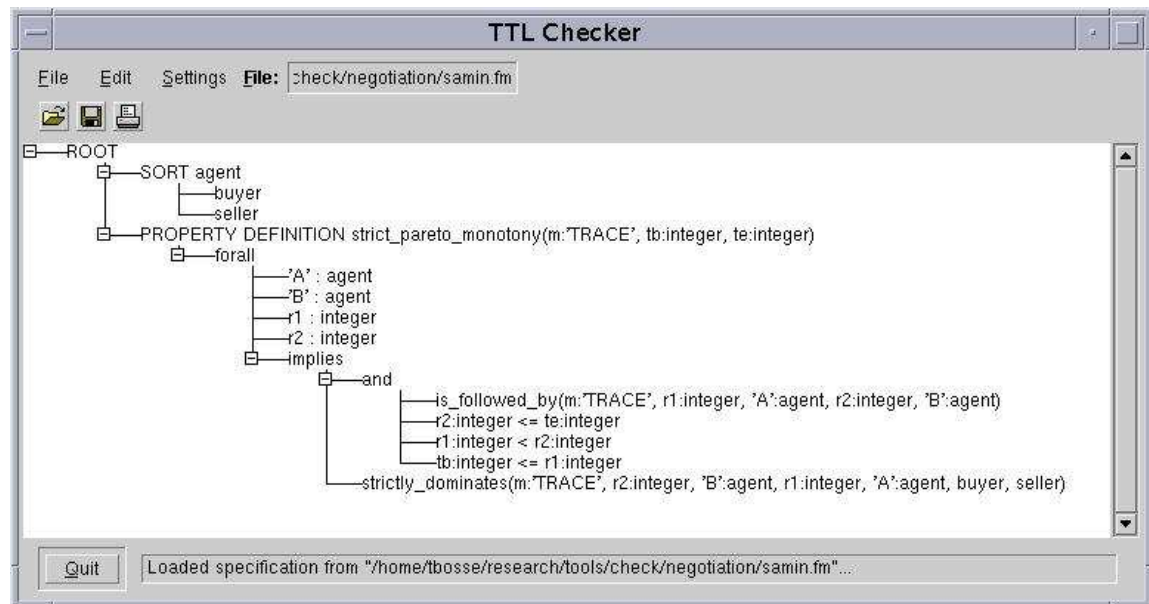 TTL Checker
File Edit Settings File: check/negotiation/samin.fm
ROOT
SORT agent
buyer
seller
PROPERTY DEFINITION strict_pareto_monotony(m:'TRACE', tb:integer, te:integer)
forall
'A' : agent
'B' : agent
r1 : integer
r2 : integer
implies
and
is_followed_by(m:'TRACE', r1:integer, 'A':agent, r2:integer, 'B':agent)
r2:integer <= te:integer
r1:integer < r2:integer
tb:integer <= r1:integer
strictly_dominates(m:'TRACE', r2:integer, 'B':agent, r1:integer, 'A':agent, buyer, seller)
Quit Loaded specification from "/home/tbosse/research/tools/check/negotiation/samin.fm"...